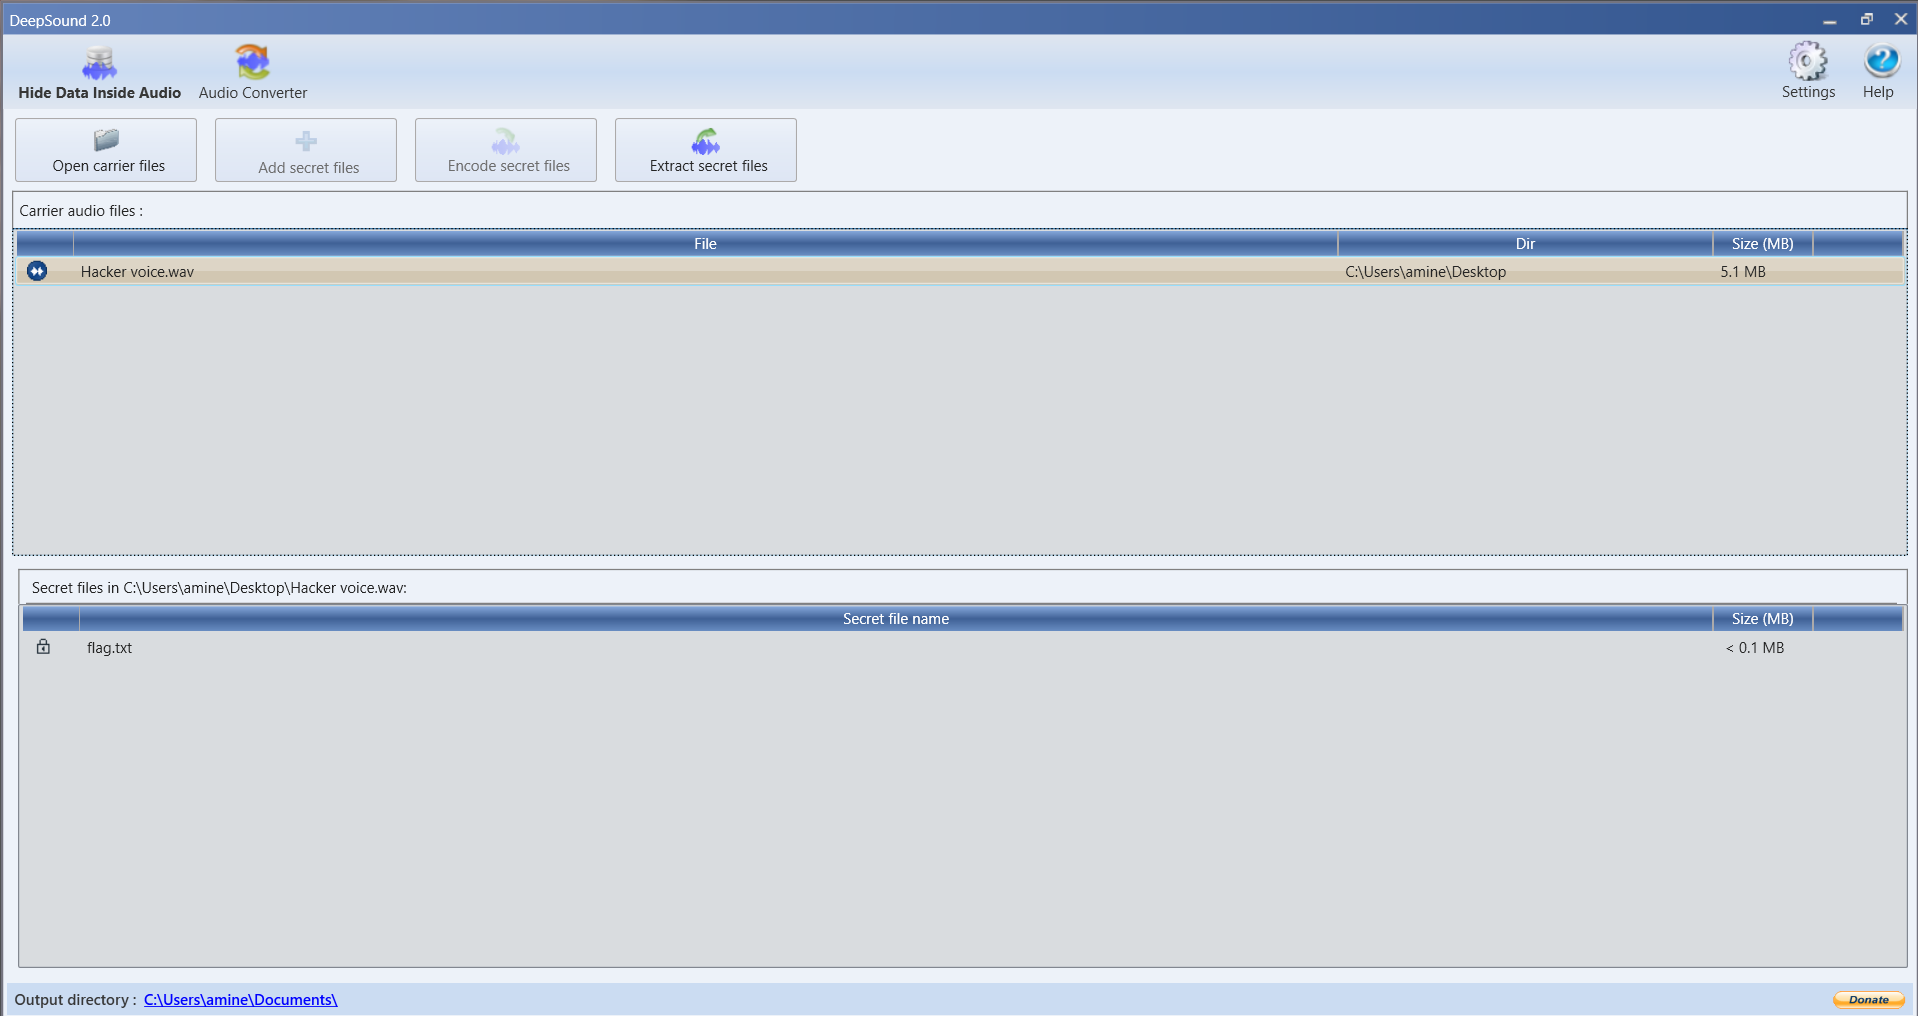 DeepSound 2.0
Hide Data Inside Audio Audio Converter Settings Help
Open carrier files Add secret files Encode secret files Extract secret files
Carrier audio files :
File Dir Size (MB)
Hacker voice.wav C:\Users\amine\Desktop 5.1 MB
Secret files in C:\Users\amine\Desktop\Hacker voice.wav:
Secret file name Size (MB)
flag.txt < 0.1 MB
Output directory : C:\Users\amine\Documents\ Donate